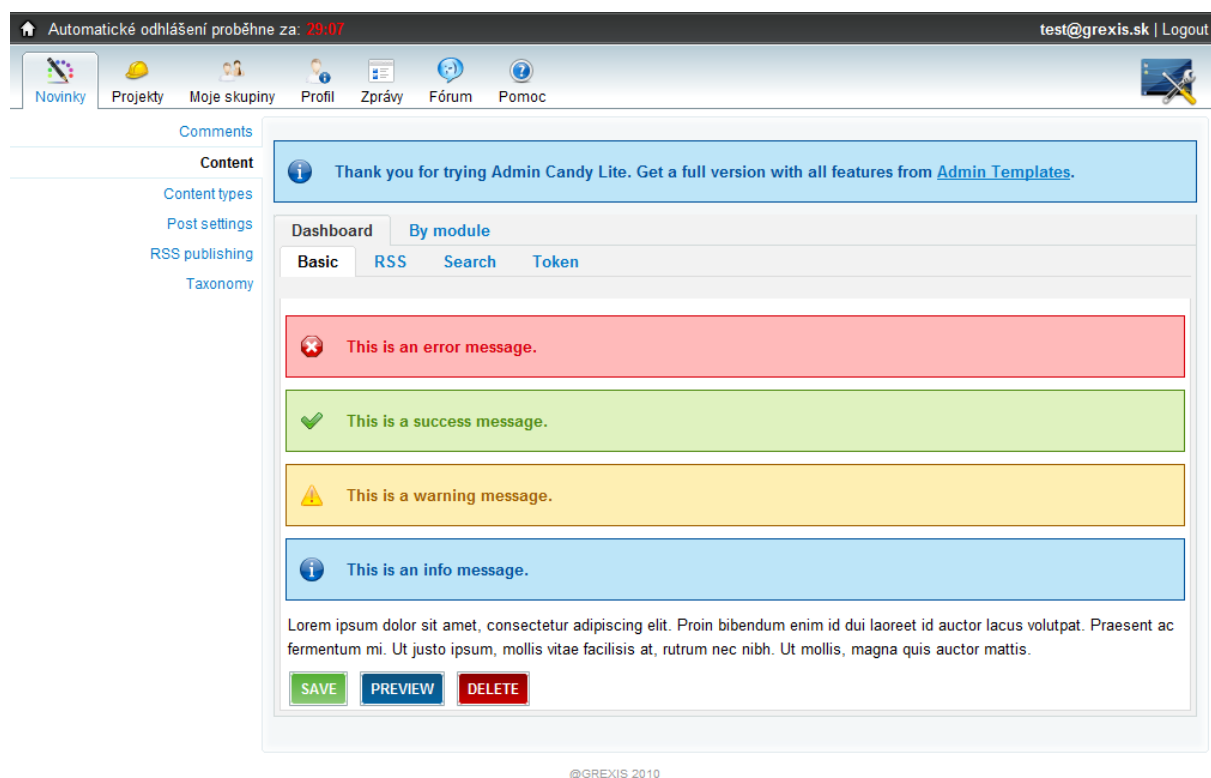 Automatické odhlášení proběhne za: 29:07
test@grexis.sk | Logout
Novinky
Projekty
Moje skupiny
Profil
Zprávy
Fórum
Pomoc
Comments
Content
Content types
Post settings
RSS publishing
Taxonomy
Thank you for trying Admin Candy Lite. Get a full version with all features from Admin Templates.
Dashboard
By module
Basic
RSS
Search
Token
This is an error message.
This is a success message.
This is a warning message.
This is an info message.
Lorem ipsum dolor sit amet, consectetur adipiscing elit. Proin bibendum enim id dui laoreet id auctor lacus volutpat. Praesent ac
fermentum mi. Ut justo ipsum, mollis vitae facilisis at, rutrum nec nibh. Ut mollis, magna quis auctor mattis.
SAVE
PREVIEW
DELETE
@GREXIS 2010